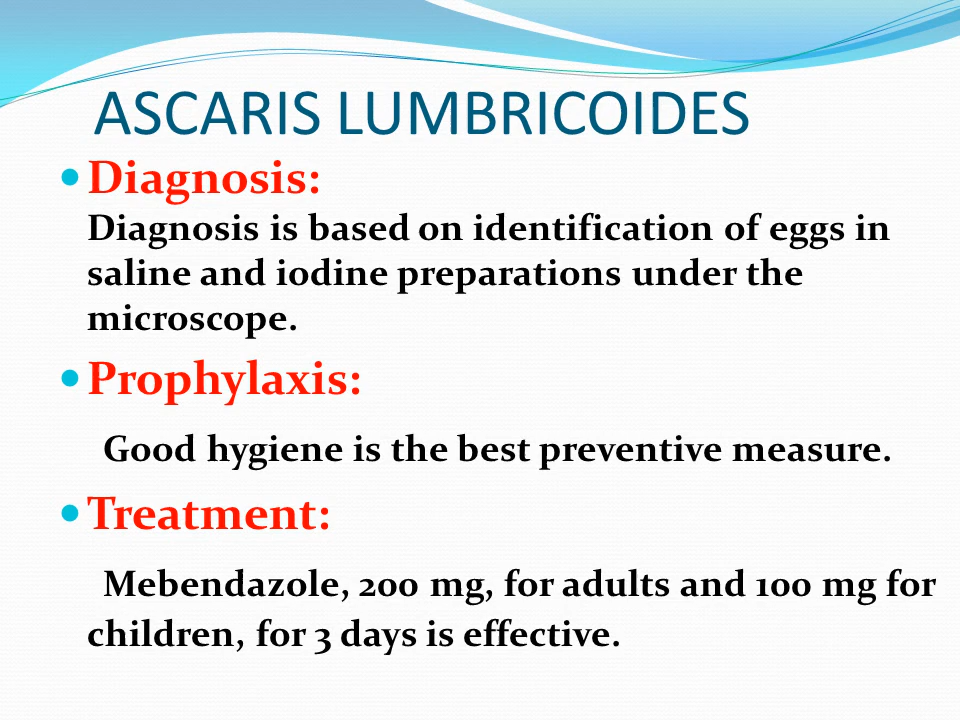 ASCARIS LUMBRICOIDES
• Diagnosis:
Diagnosis is based on identification of eggs in
saline and iodine preparations under the
microscope.
• Prophylaxis:
Good hygiene is the best preventive measure.
• Treatment:
Mebendazole, 200 mg, for adults and 100 mg for
children, for 3 days is effective.